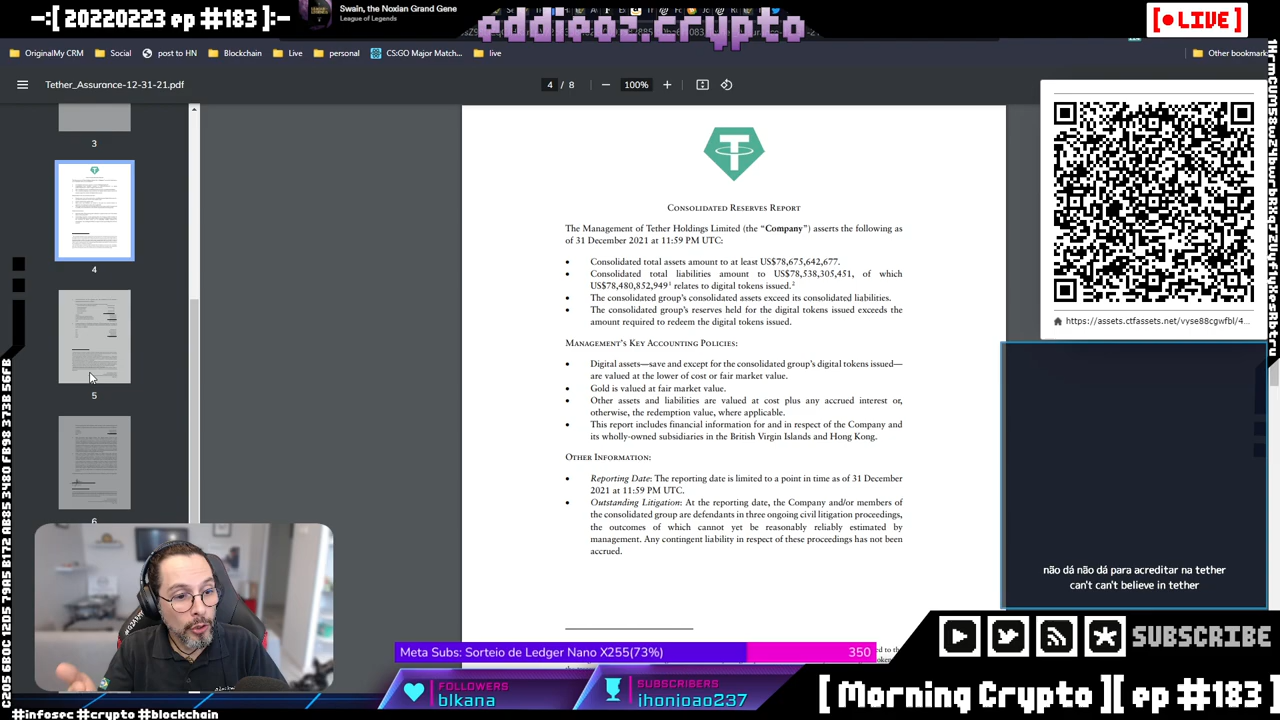 -:[ 20220223 ep #183 ]:-
Swain, the Noxian Grand Gene
League of Legends
eddieoz.crypto
[ LIVE ]
Social
post to HN
Blockchain
Live
personal
CS:GO Major Match...
live
Other bookmark
Tether_Assurance-12-31-21.pdf
4 / 8
100%
3
4
5
6
CONSOLIDATED RESERVES REPORT
The Management of Tether Holdings Limited (the “Company”) asserts the following as
of 31 December 2021 at 11:59 PM UTC:
• Consolidated total assets amount to at least US$78,675,642,677.
• Consolidated total liabilities amount to US$78,538,305,451, of which
US$78,480,852,949¹ relates to digital tokens issued.²
• The consolidated group’s consolidated assets exceed its consolidated liabilities.
• The consolidated group’s reserves held for the digital tokens issued exceeds the
amount required to redeem the digital tokens issued.
MANAGEMENT’S KEY ACCOUNTING POLICIES:
• Digital assets—save and except for the consolidated group’s digital tokens issued—
are valued at the lower of cost or fair market value.
• Gold is valued at fair market value.
• Other assets and liabilities are valued at cost plus any accrued interest or,
otherwise, the redemption value, where applicable.
• This report includes financial information for and in respect of the Company and
its wholly-owned subsidiaries in the British Virgin Islands and Hong Kong.
OTHER INFORMATION:
• Reporting Date: The reporting date is limited to a point in time as of 31 December
2021 at 11:59 PM UTC.
• Outstanding Litigation: At the reporting date, the Company and/or members of
the consolidated group are defendants in three ongoing civil litigation proceedings,
the outcomes of which cannot yet be reasonably reliably estimated by
management. Any contingent liability in respect of these proceedings has not been
accrued.
https://assets.ctfassets.net/vyse88cgwfbl/4...
não dá não dá para acreditar na tether
can't can't believe in tether
Meta Subs: Sorteio de Ledger Nano X255(73%)
350
FOLLOWERS
blkana
SUBSCRIBERS
ihonjoao237
SUBSCRIBE
[ Morning Crypto ][ ep #183 ]
#infosec #crypto #blockchain